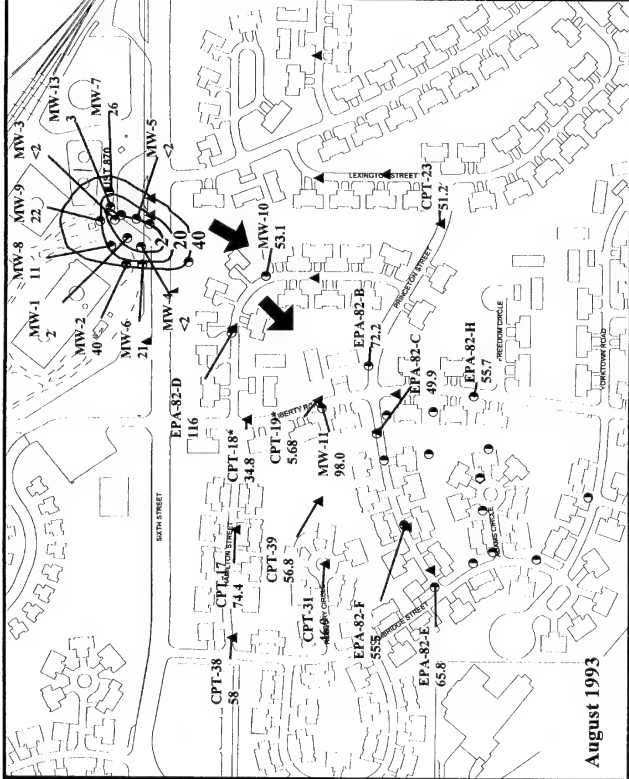 MW-13
3
MW-7
26
MW-3
<2
MW-5
<2
MW-9
22
MW-8
11
MW-1
2
MW-2
40
MW-6
21
MW-4
<2
UST 870
2
20
40
MW-10
53.1
SIXTH STREET
LEXINGTON STREET
CPT-23
51.2
PRINCETON STREET
EPA-82-D
116
EPA-82-B
72.2
EPA-82-C
49.9
EPA-82-H
55.7
FREEDOM CIRCLE
YORKTOWN ROAD
CPT-18*
34.8
LIBERTY ROAD
CPT-19*
5.68
MW-11
98.0
CPT-17
HAMILTON STREET
74.4
CPT-39
56.8
CPT-31
CPT-38
58
EPA-82-F
EPA-82-E
65.8
August 1993